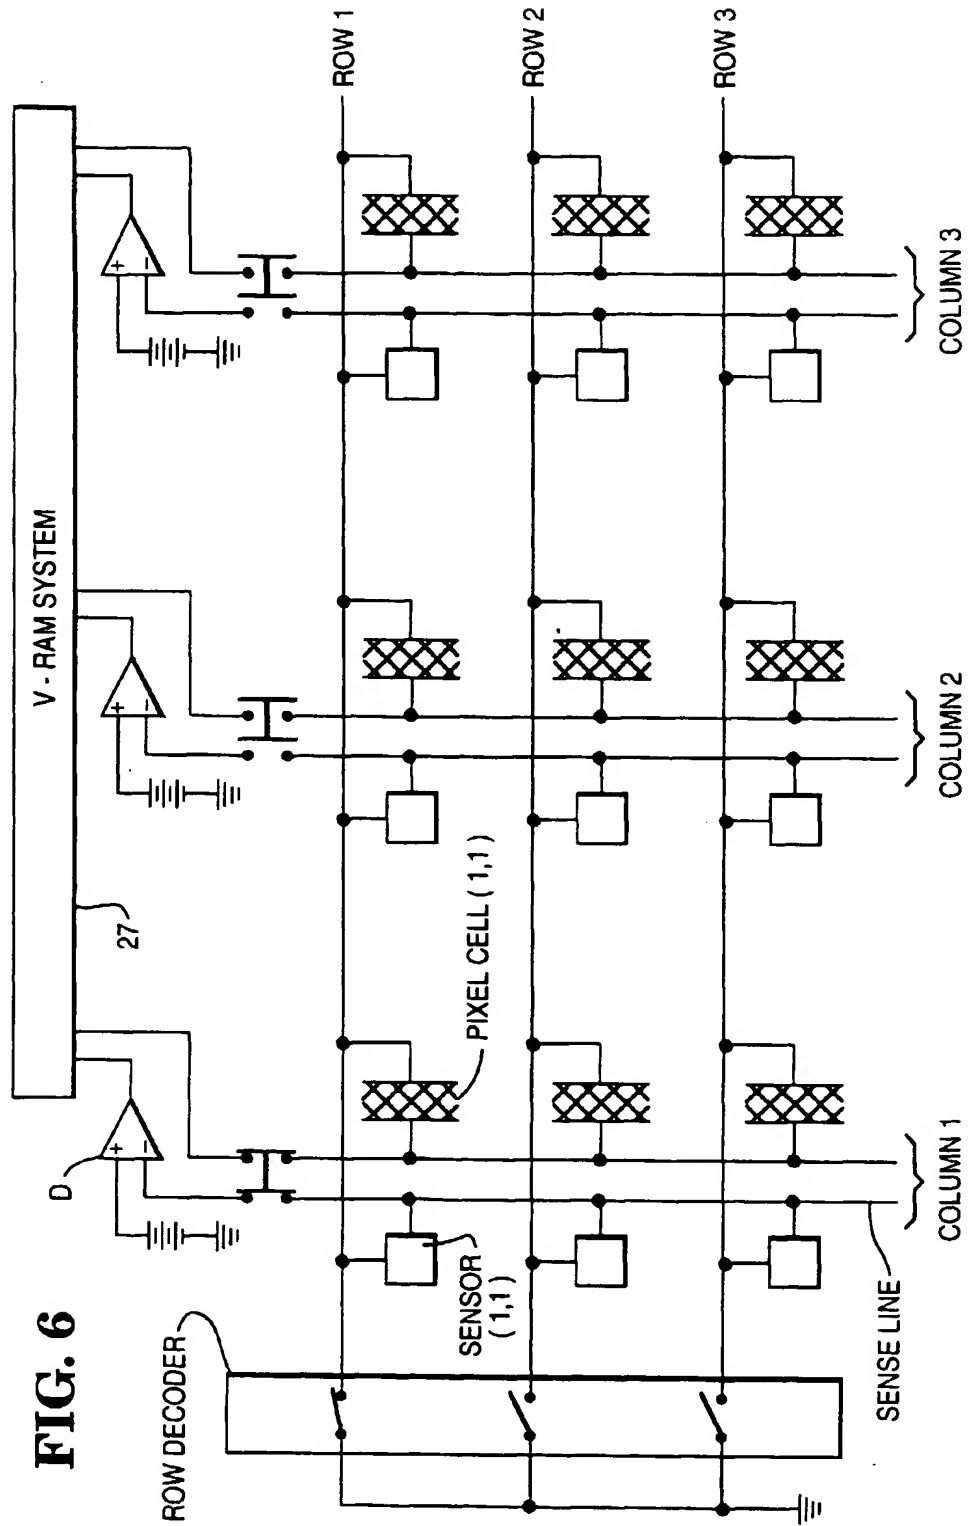 FIG. 6
V - RAM SYSTEM
27
D
+
−
+
−
+
−
ROW DECODER
ROW 1
ROW 2
ROW 3
SENSOR
(1,1)
PIXEL CELL (1,1)
SENSE LINE
COLUMN 1
COLUMN 2
COLUMN 3